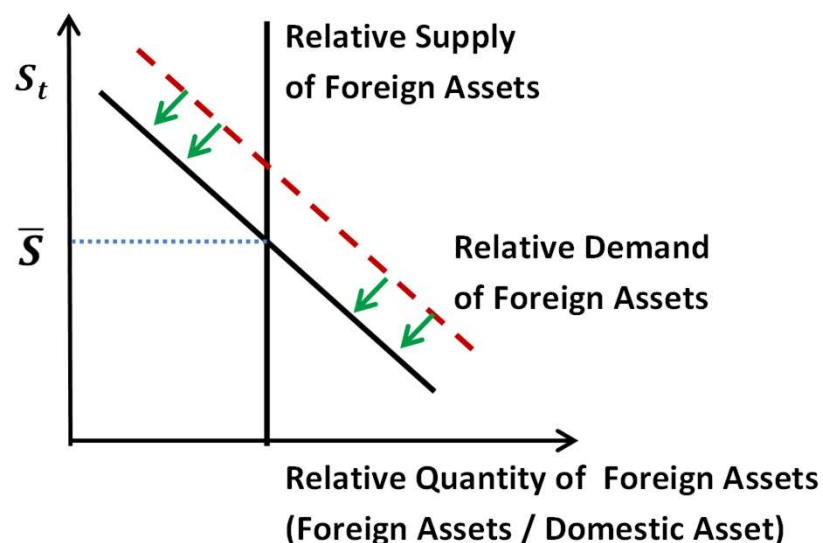 Relative Supply
of Foreign Assets
Sₜ
S̅
Relative Demand
of Foreign Assets
Relative Quantity of Foreign Assets
(Foreign Assets / Domestic Asset)